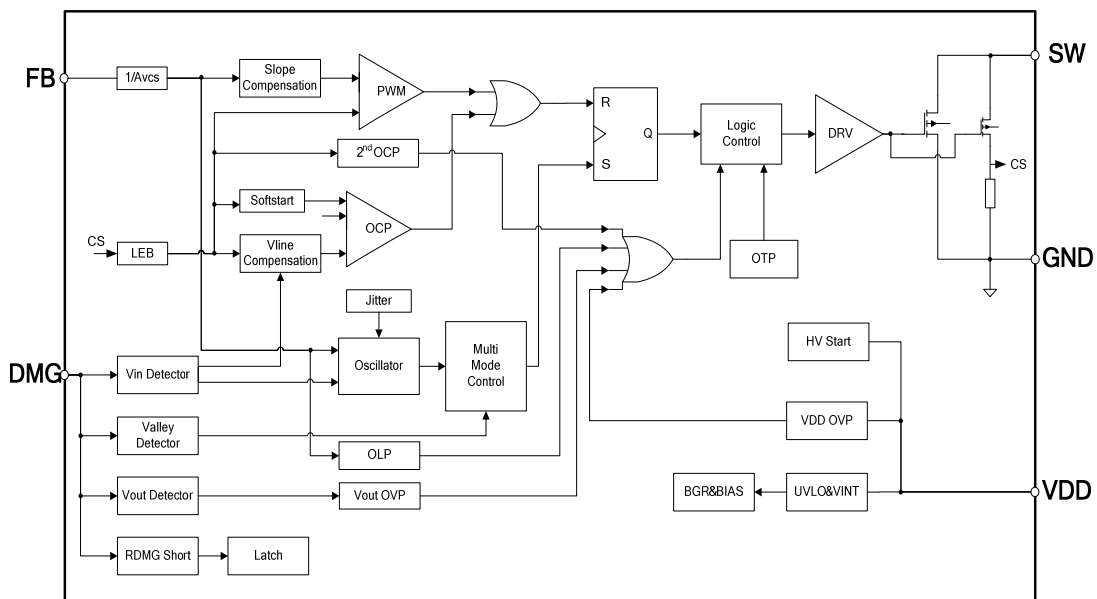 FB
1/Avcs
Slope
Compensation
PWM
R
S
Q
Logic
Control
DRV
SW
CS
2nd OCP
Softstart
OCP
CS
LEB
Vline
Compensation
OTP
GND
Jitter
Oscillator
Multi
Mode
Control
HV Start
DMG
Vin Detector
Valley
Detector
OLP
VDD OVP
Vout Detector
Vout OVP
BGR&BIAS
UVLO&VINT
VDD
RDMG Short
Latch